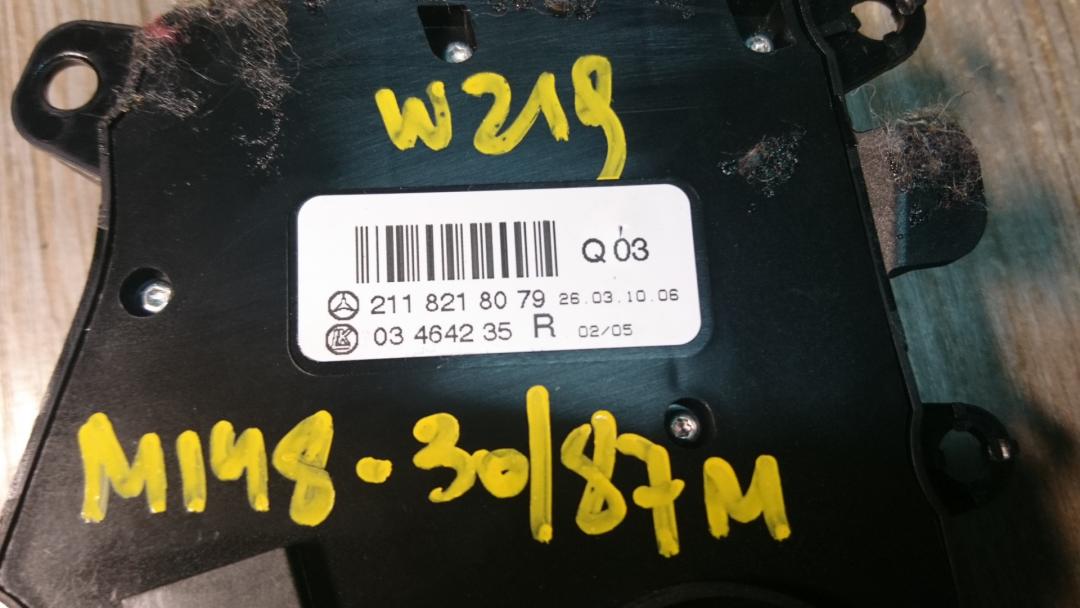 W219
Q 03
211 821 80 79 26.03.10.06
03 4642 35 R 02/05
M148-30/87M